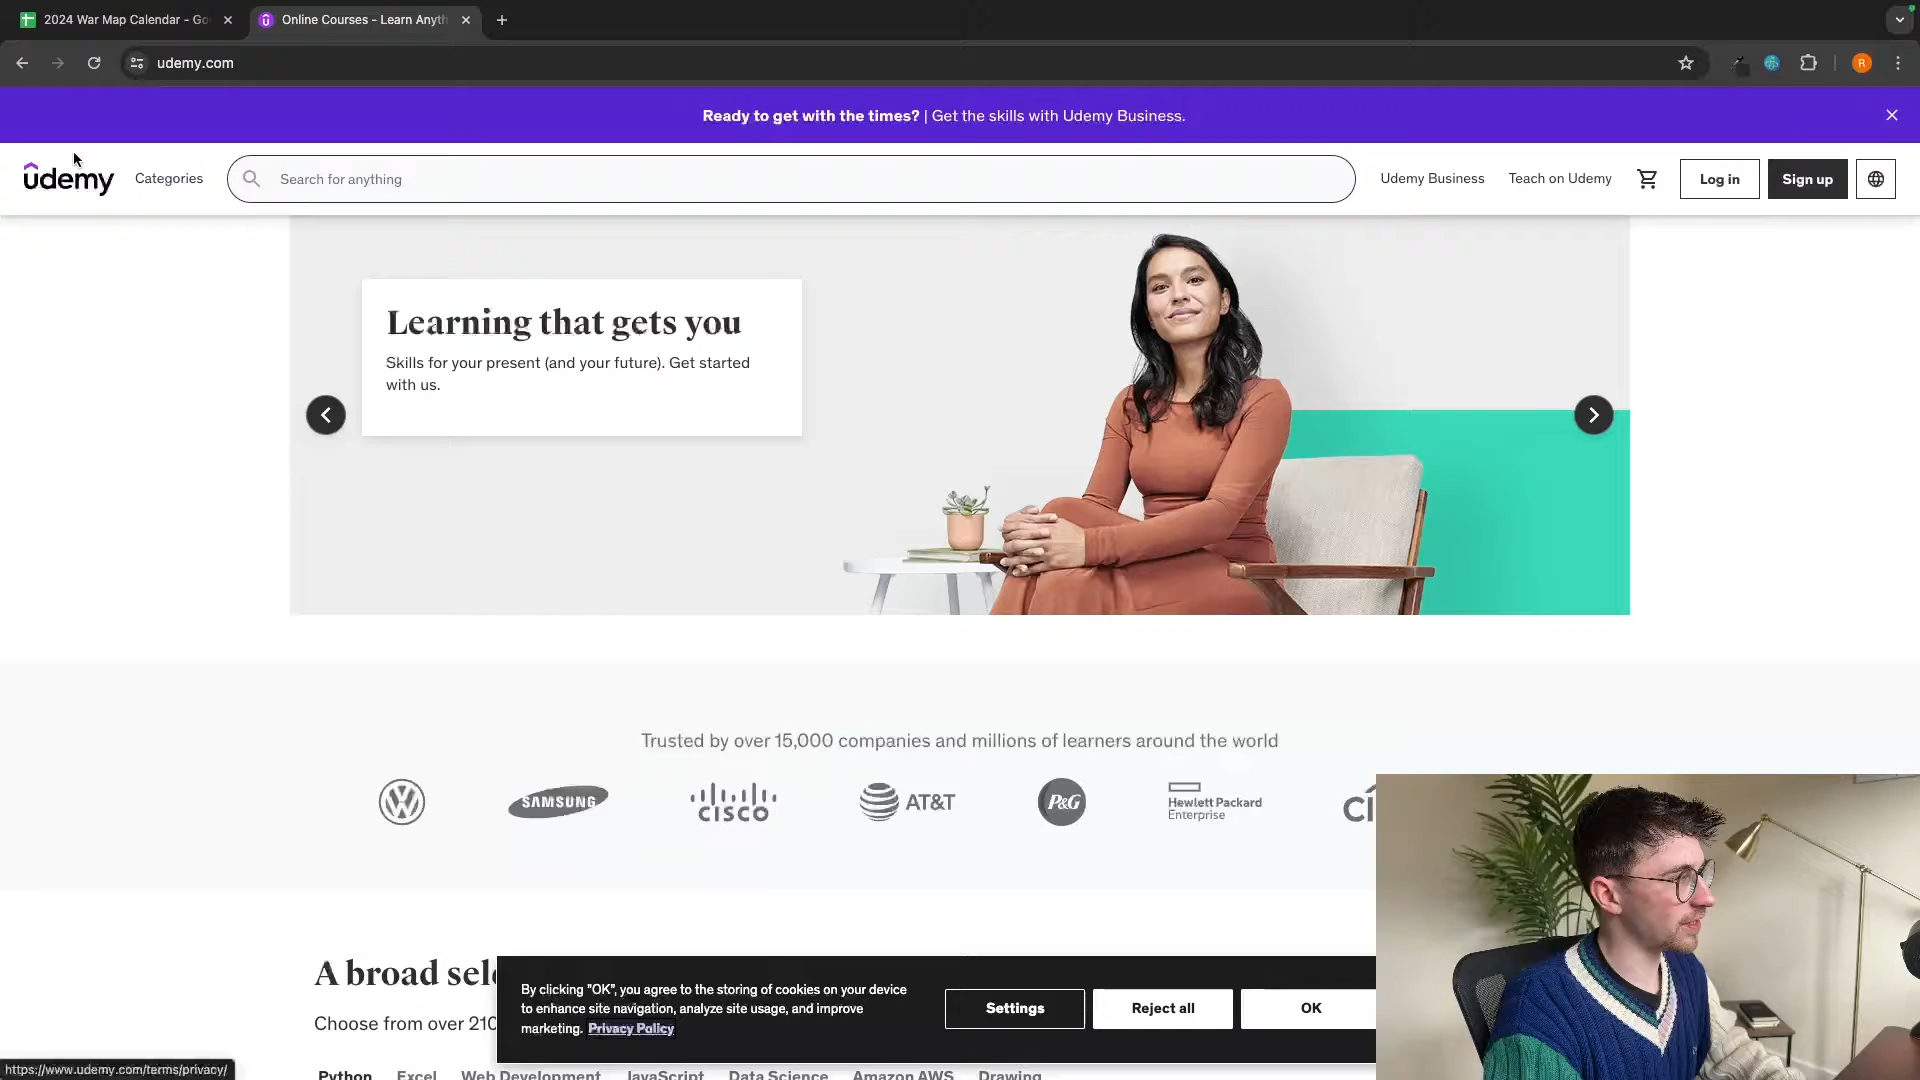 2024 War Map Calendar - Go
Online Courses - Learn Anyth
udemy.com
R
Ready to get with the times? | Get the skills with Udemy Business.
udemy
Categories
Search for anything
Udemy Business
Teach on Udemy
Log in
Sign up
Learning that gets you
Skills for your present (and your future). Get started
with us.
Trusted by over 15,000 companies and millions of learners around the world
VW
SAMSUNG
CISCO
AT&T
P&G
Hewlett Packard
Enterprise
ci
A broad sel
Choose from over 210
By clicking "OK", you agree to the storing of cookies on your device
to enhance site navigation, analyze site usage, and improve
marketing. Privacy Policy
Settings
Reject all
OK
https://www.udemy.com/terms/privacy/
Python
Excel
Web Development
JavaScript
Data Science
Amazon AWS
Drawing